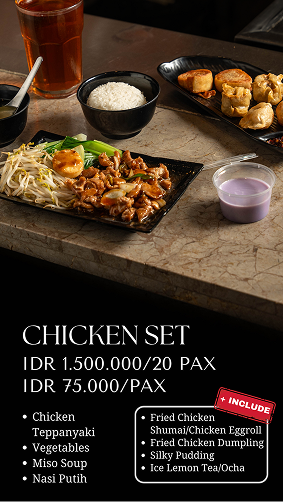 CHICKEN SET
IDR 1.500.000/20 PAX
IDR 75.000/PAX
• Chicken
Teppanyaki
• Vegetables
• Miso Soup
• Nasi Putih
+ INCLUDE
• Fried Chicken
Shumai/Chicken Eggroll
• Fried Chicken Dumpling
• Silky Pudding
• Ice Lemon Tea/Ocha